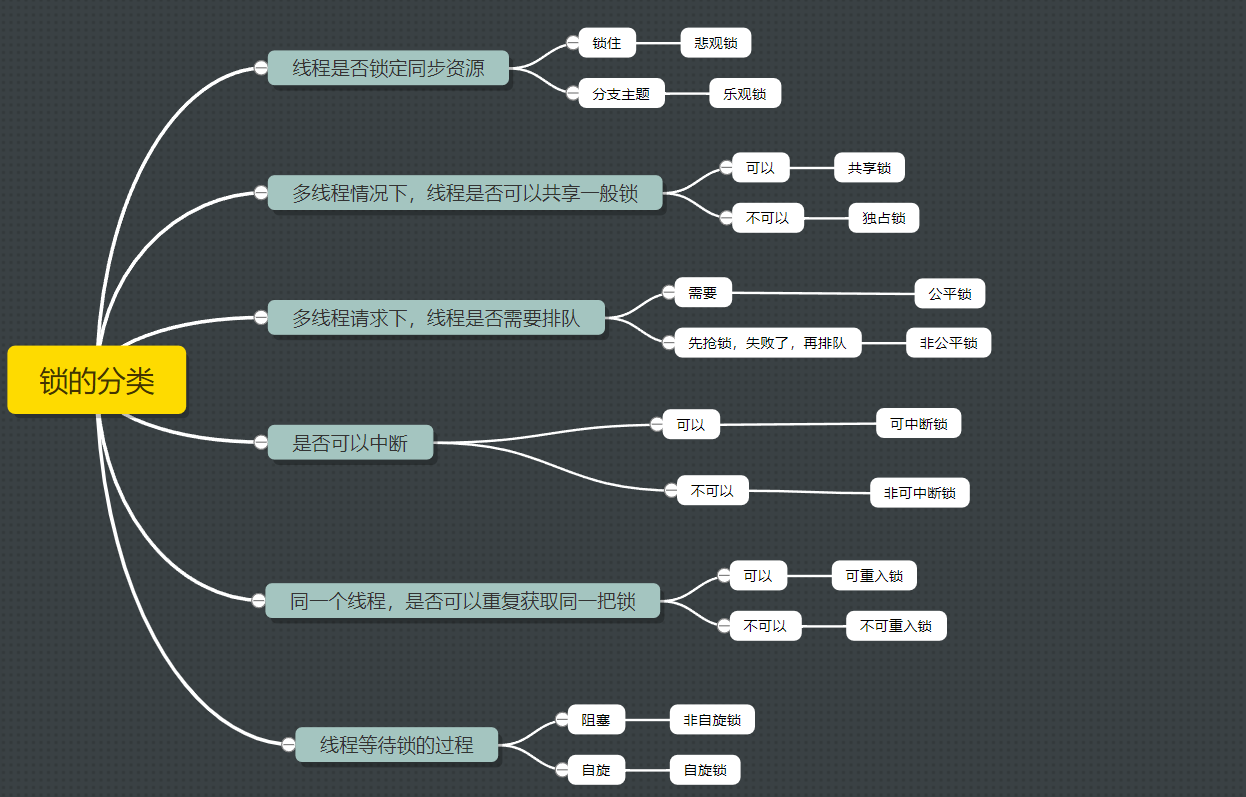 锁的分类
线程是否锁定同步资源
锁住
悲观锁
分支主题
乐观锁
多线程情况下，线程是否可以共享一般锁
可以
共享锁
不可以
独占锁
多线程请求下，线程是否需要排队
需要
公平锁
先抢锁，失败了，再排队
非公平锁
是否可以中断
可以
可中断锁
不可以
非可中断锁
同一个线程，是否可以重复获取同一把锁
可以
可重入锁
不可以
不可重入锁
线程等待锁的过程
阻塞
非自旋锁
自旋
自旋锁